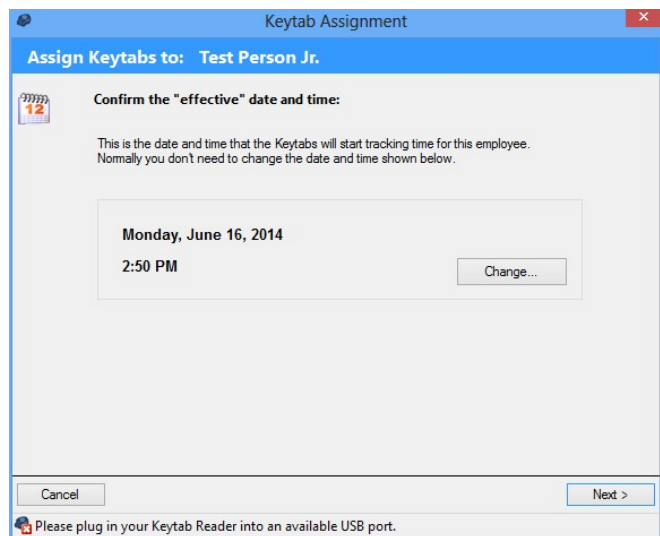 Keytab Assignment
Assign Keytabs to: Test Person Jr.
12
Confirm the "effective" date and time:
This is the date and time that the Keytabs will start tracking time for this employee.
Normally you don't need to change the date and time shown below.
Monday, June 16, 2014
2:50 PM
Change...
Cancel
Next >
Please plug in your Keytab Reader into an available USB port.